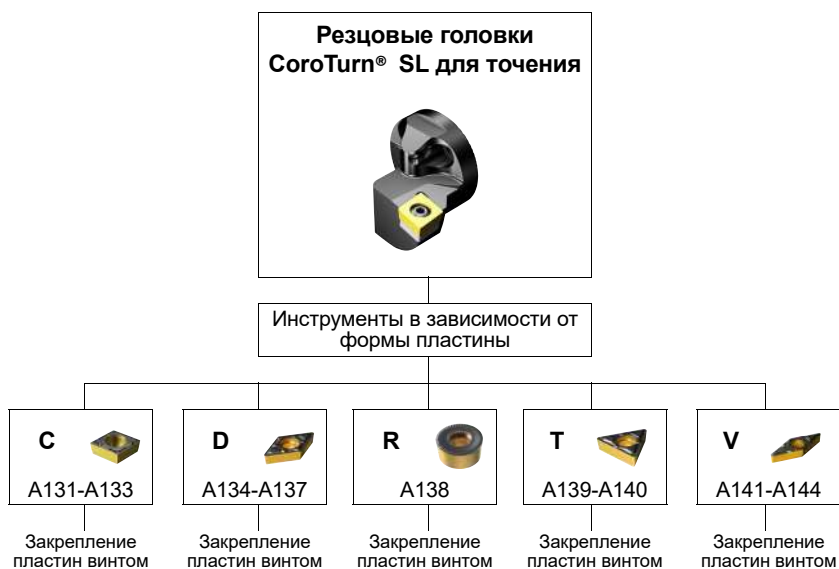 Резцовые головки
CoroTurn® SL для точения
Инструменты в зависимости от
формы пластины
C
A131-A133
D
A134-A137
R
A138
T
A139-A140
V
A141-A144
Закрепление
пластин винтом
Закрепление
пластин винтом
Закрепление
пластин винтом
Закрепление
пластин винтом
Закрепление
пластин винтом